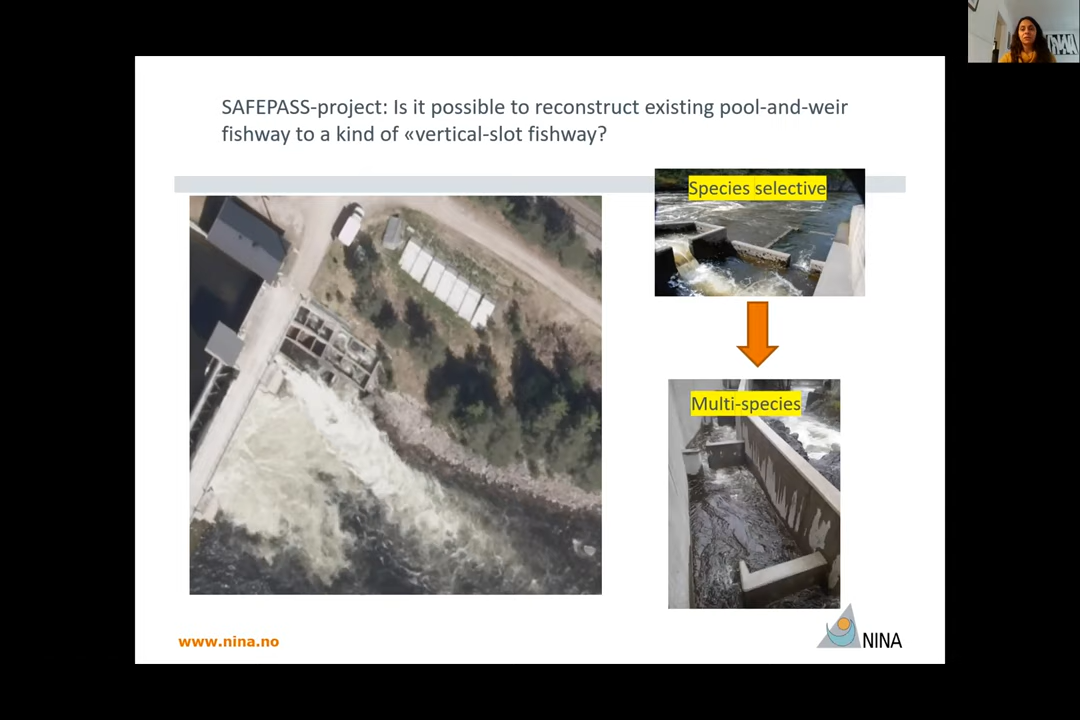 SAFEPASS-project: Is it possible to reconstruct existing pool-and-weir
fishway to a kind of «vertical-slot fishway?
Species selective
Multi-species
www.nina.no
NINA